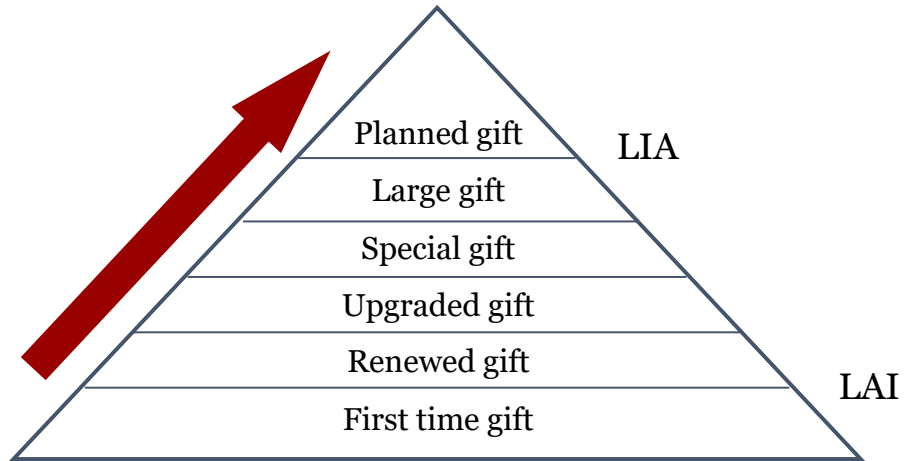 Planned gift
LIA
Large gift
Special gift
Upgraded gift
Renewed gift
LAI
First time gift